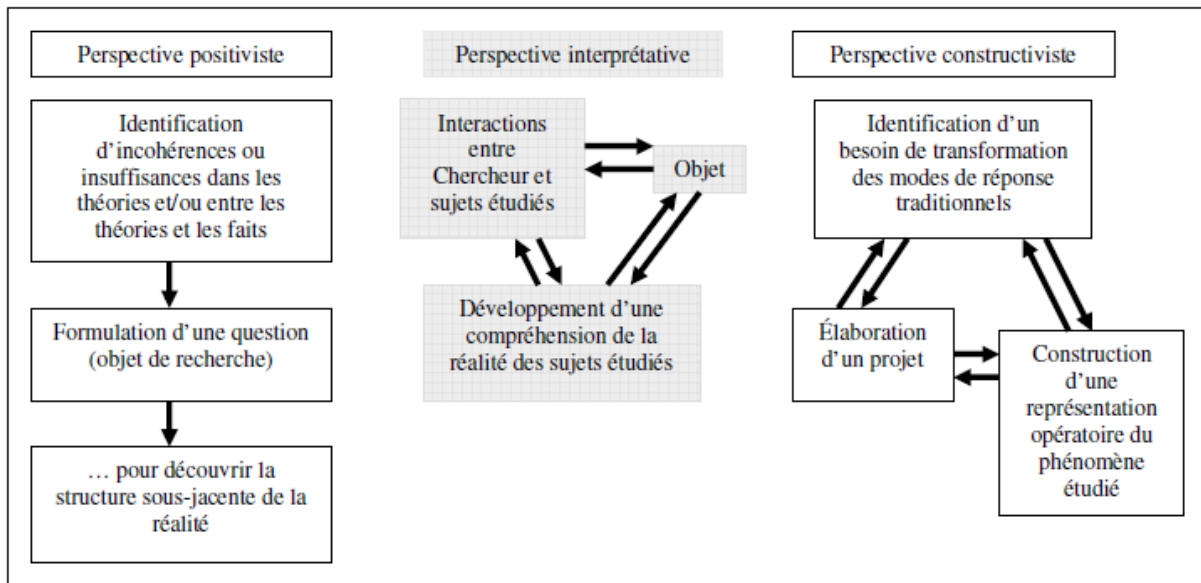 Perspective positiviste
Identification
d'incohérences ou
insuffisances dans les
théories et/ou entre les
théories et les faits
Formulation d'une question
(objet de recherche)
… pour découvrir la
structure sous-jacente de la
réalité
Perspective interprétative
Interactions
entre
Chercheur et
sujets étudiés
Objet
Développement d'une
compréhension de la
réalité des sujets étudiés
Perspective constructiviste
Identification d'un
besoin de transformation
des modes de réponse
traditionnels
Élaboration
d'un projet
Construction
d'une
représentation
opératoire du
phénomène
étudié